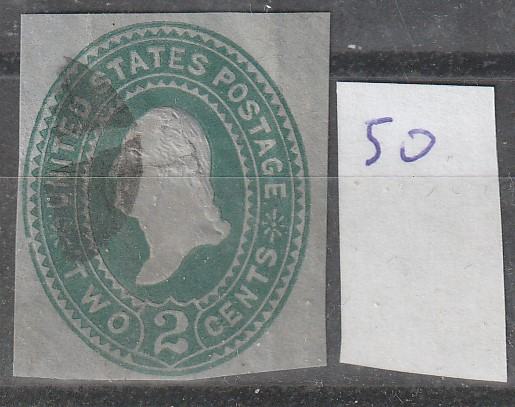 UNITED STATES POSTAGE
TWO 2 CENTS
50